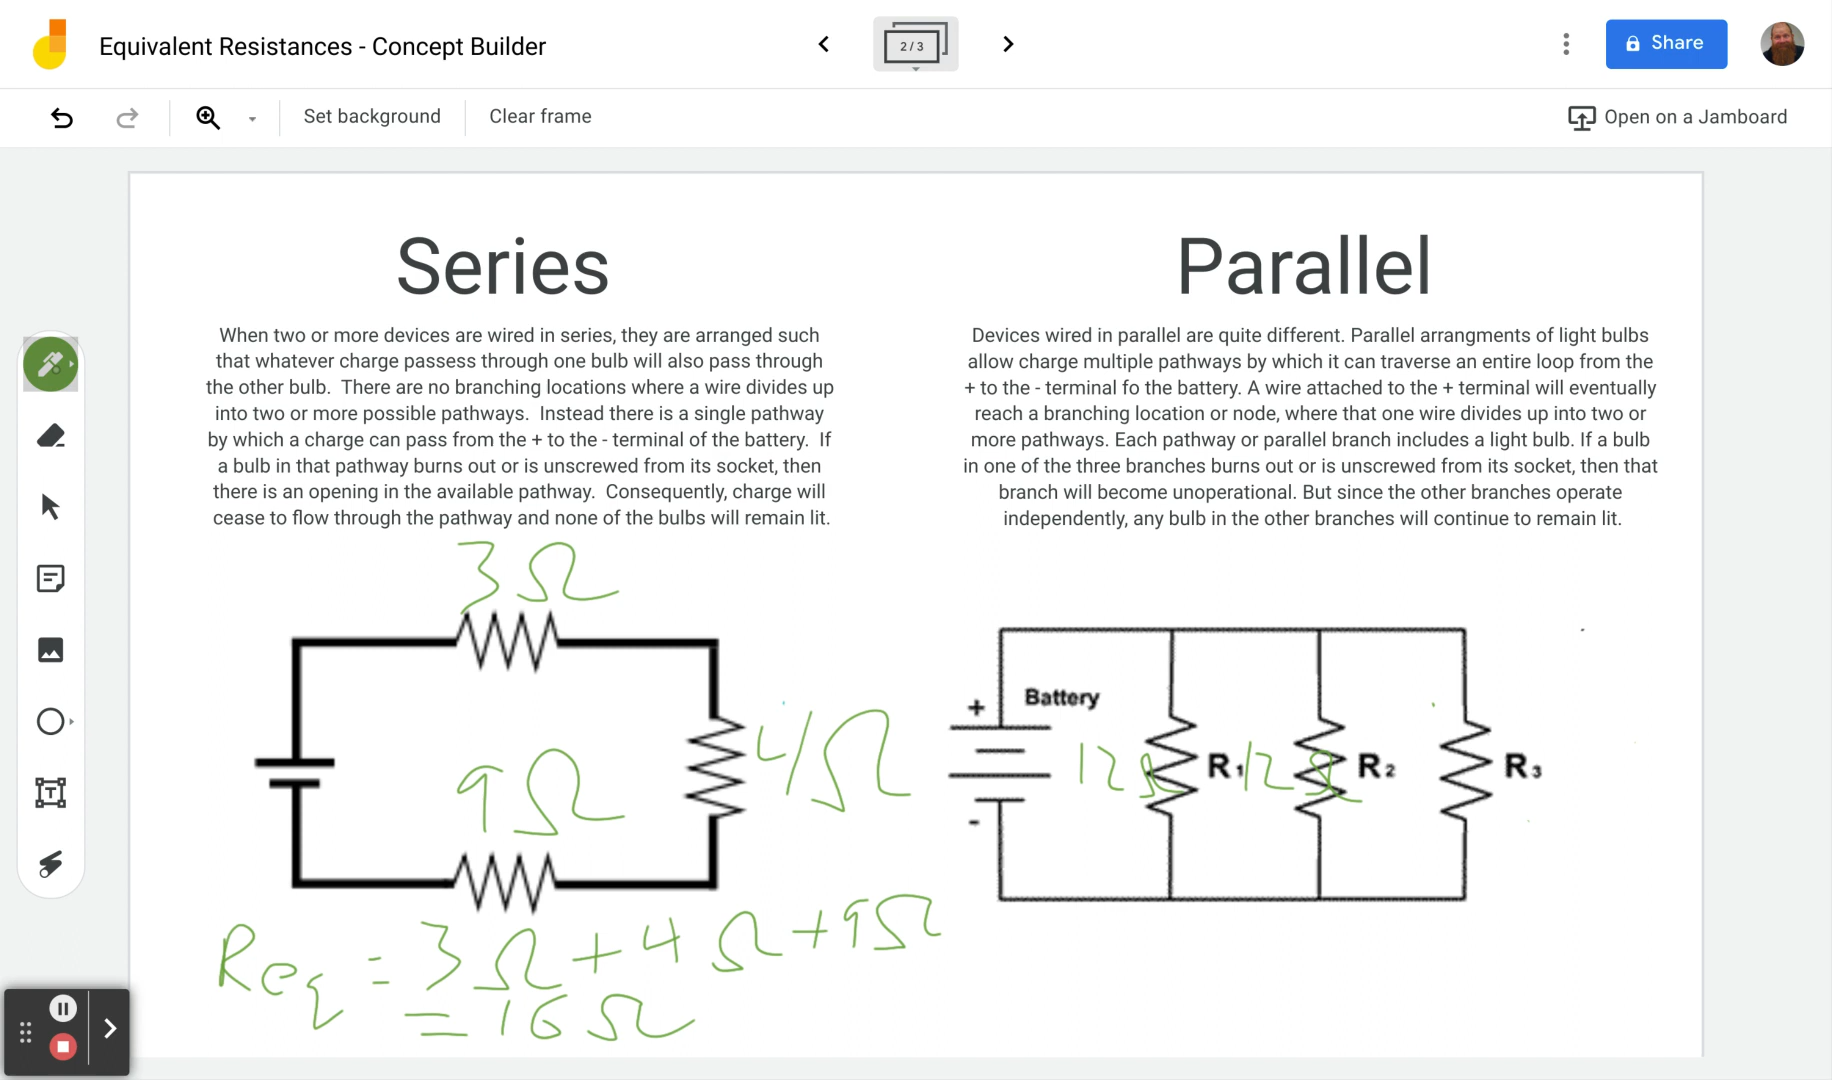 Equivalent Resistances - Concept Builder
2 / 3
Share
Set background
Clear frame
Open on a Jamboard
Series
When two or more devices are wired in series, they are arranged such
that whatever charge passess through one bulb will also pass through
the other bulb. There are no branching locations where a wire divides up
into two or more possible pathways. Instead there is a single pathway
by which a charge can pass from the + to the - terminal of the battery. If
a bulb in that pathway burns out or is unscrewed from its socket, then
there is an opening in the available pathway. Consequently, charge will
cease to flow through the pathway and none of the bulbs will remain lit.
3Ω
4Ω
9Ω
Req = 3Ω + 4Ω + 9Ω
= 16Ω
Parallel
Devices wired in parallel are quite different. Parallel arrangments of light bulbs
allow charge multiple pathways by which it can traverse an entire loop from the
+ to the - terminal fo the battery. A wire attached to the + terminal will eventually
reach a branching location or node, where that one wire divides up into two or
more pathways. Each pathway or parallel branch includes a light bulb. If a bulb
in one of the three branches burns out or is unscrewed from its socket, then that
branch will become unoperational. But since the other branches operate
independently, any bulb in the other branches will continue to remain lit.
+ Battery
12Ω R1 12Ω R2 R3
-